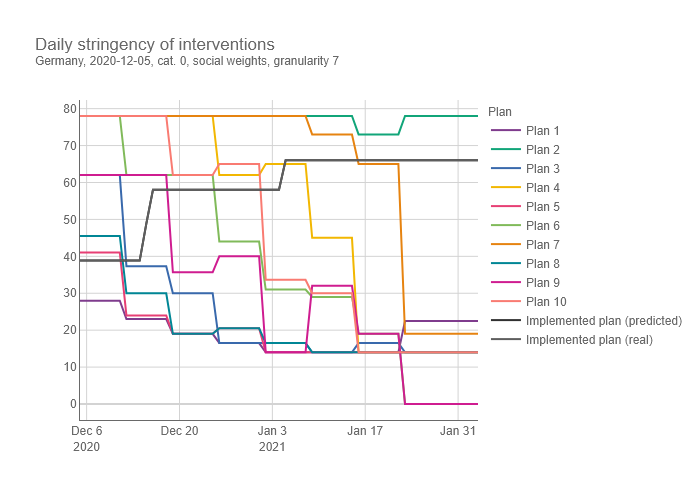 Daily stringency of interventions
Germany, 2020-12-05, cat. 0, social weights, granularity 7
80
70
60
50
40
30
20
10
0
Dec 6
2020
Dec 20
Jan 3
2021
Jan 17
Jan 31
Plan
Plan 1
Plan 2
Plan 3
Plan 4
Plan 5
Plan 6
Plan 7
Plan 8
Plan 9
Plan 10
Implemented plan (predicted)
Implemented plan (real)